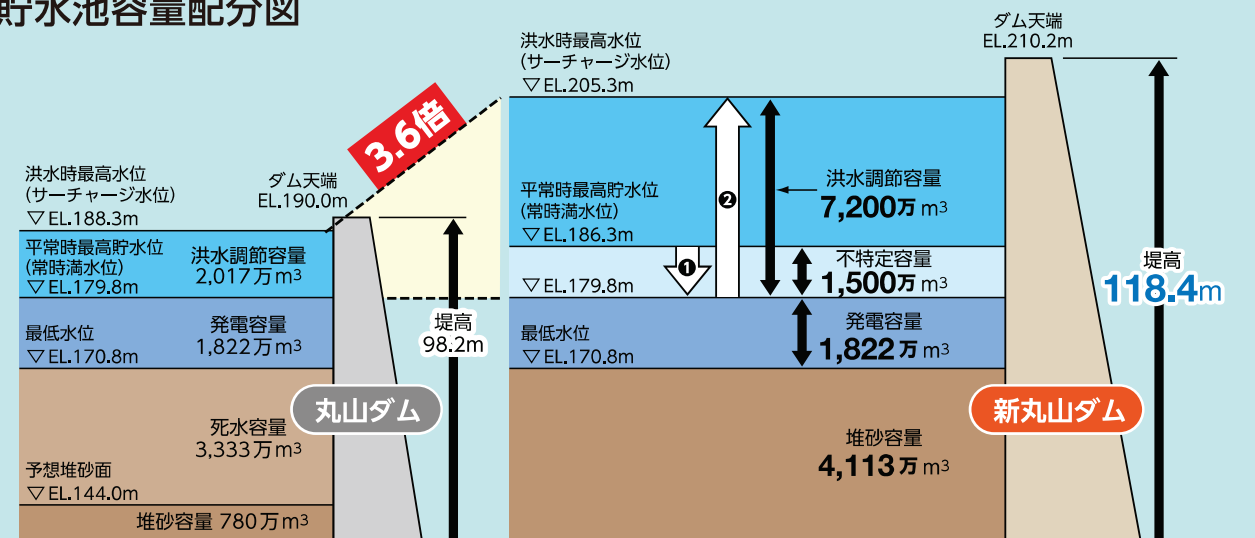 貯水池容量配分図
洪水時最高水位
(サーチャージ水位)
▽EL.188.3m
平常時最高貯水位
(常時満水位)
▽EL.179.8m
洪水調節容量
2,017万m3
最低水位
▽EL.170.8m
発電容量
1,822万m3
死水容量
3,333万m3
予想堆砂面
▽EL.144.0m
堆砂容量 780万m3
ダム天端
EL.190.0m
3.6倍
堤高
98.2m
丸山ダム
洪水時最高水位
(サーチャージ水位)
▽EL.205.3m
平常時最高貯水位
(常時満水位)
▽EL.186.3m
▽EL.179.8m
最低水位
▽EL.170.8m
❶
❷
洪水調節容量
7,200万m3
不特定容量
1,500万m3
発電容量
1,822万m3
堆砂容量
4,113万m3
ダム天端
EL.210.2m
堤高
118.4m
新丸山ダム